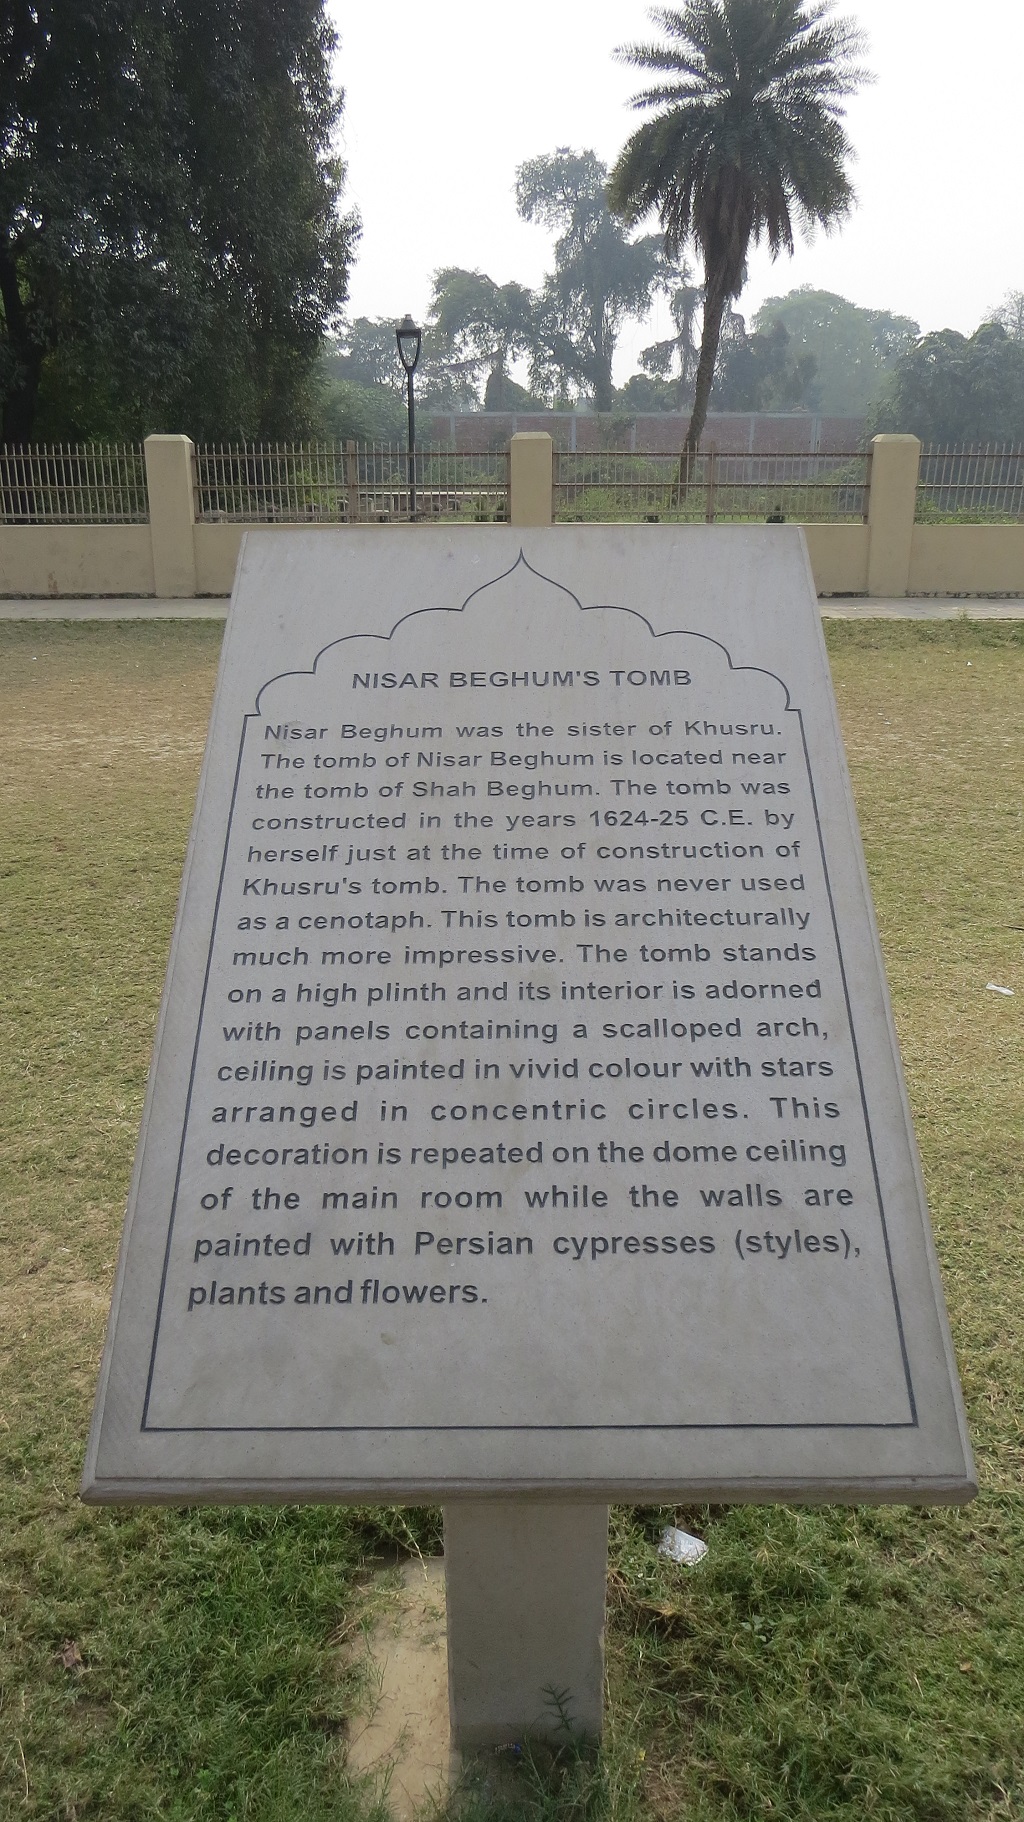 NISAR BEGHUM'S TOMB
Nisar Beghum was the sister of Khusru.
The tomb of Nisar Beghum is located near
the tomb of Shah Beghum. The tomb was
constructed in the years 1624-25 C.E. by
herself just at the time of construction of
Khusru's tomb. The tomb was never used
as a cenotaph. This tomb is architecturally
much more impressive. The tomb stands
on a high plinth and its interior is adorned
with panels containing a scalloped arch,
ceiling is painted in vivid colour with stars
arranged in concentric circles. This
decoration is repeated on the dome ceiling
of the main room while the walls are
painted with Persian cypresses (styles),
plants and flowers.